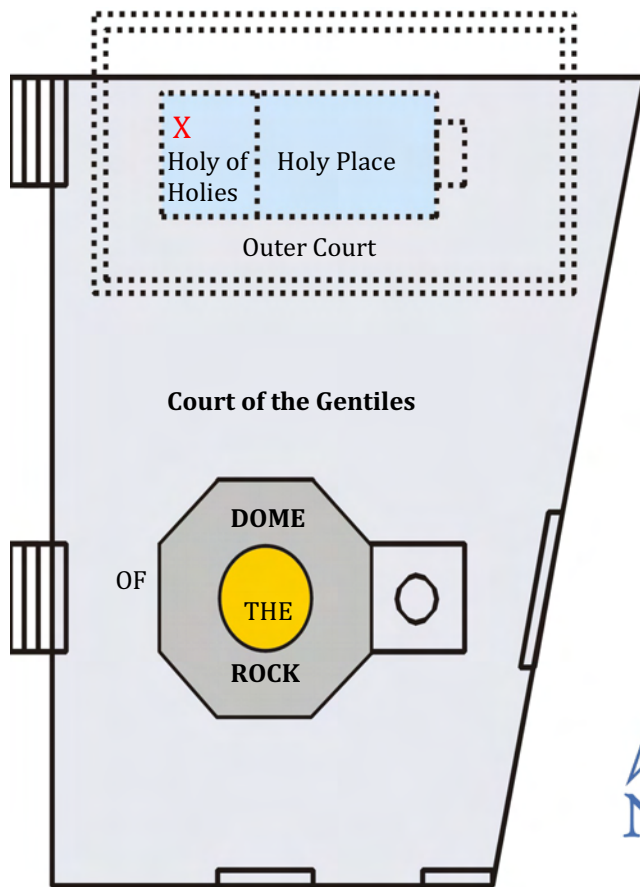 X
Holy of
Holies
Holy Place
Outer Court
Court of the Gentiles
DOME
OF
THE
ROCK
N